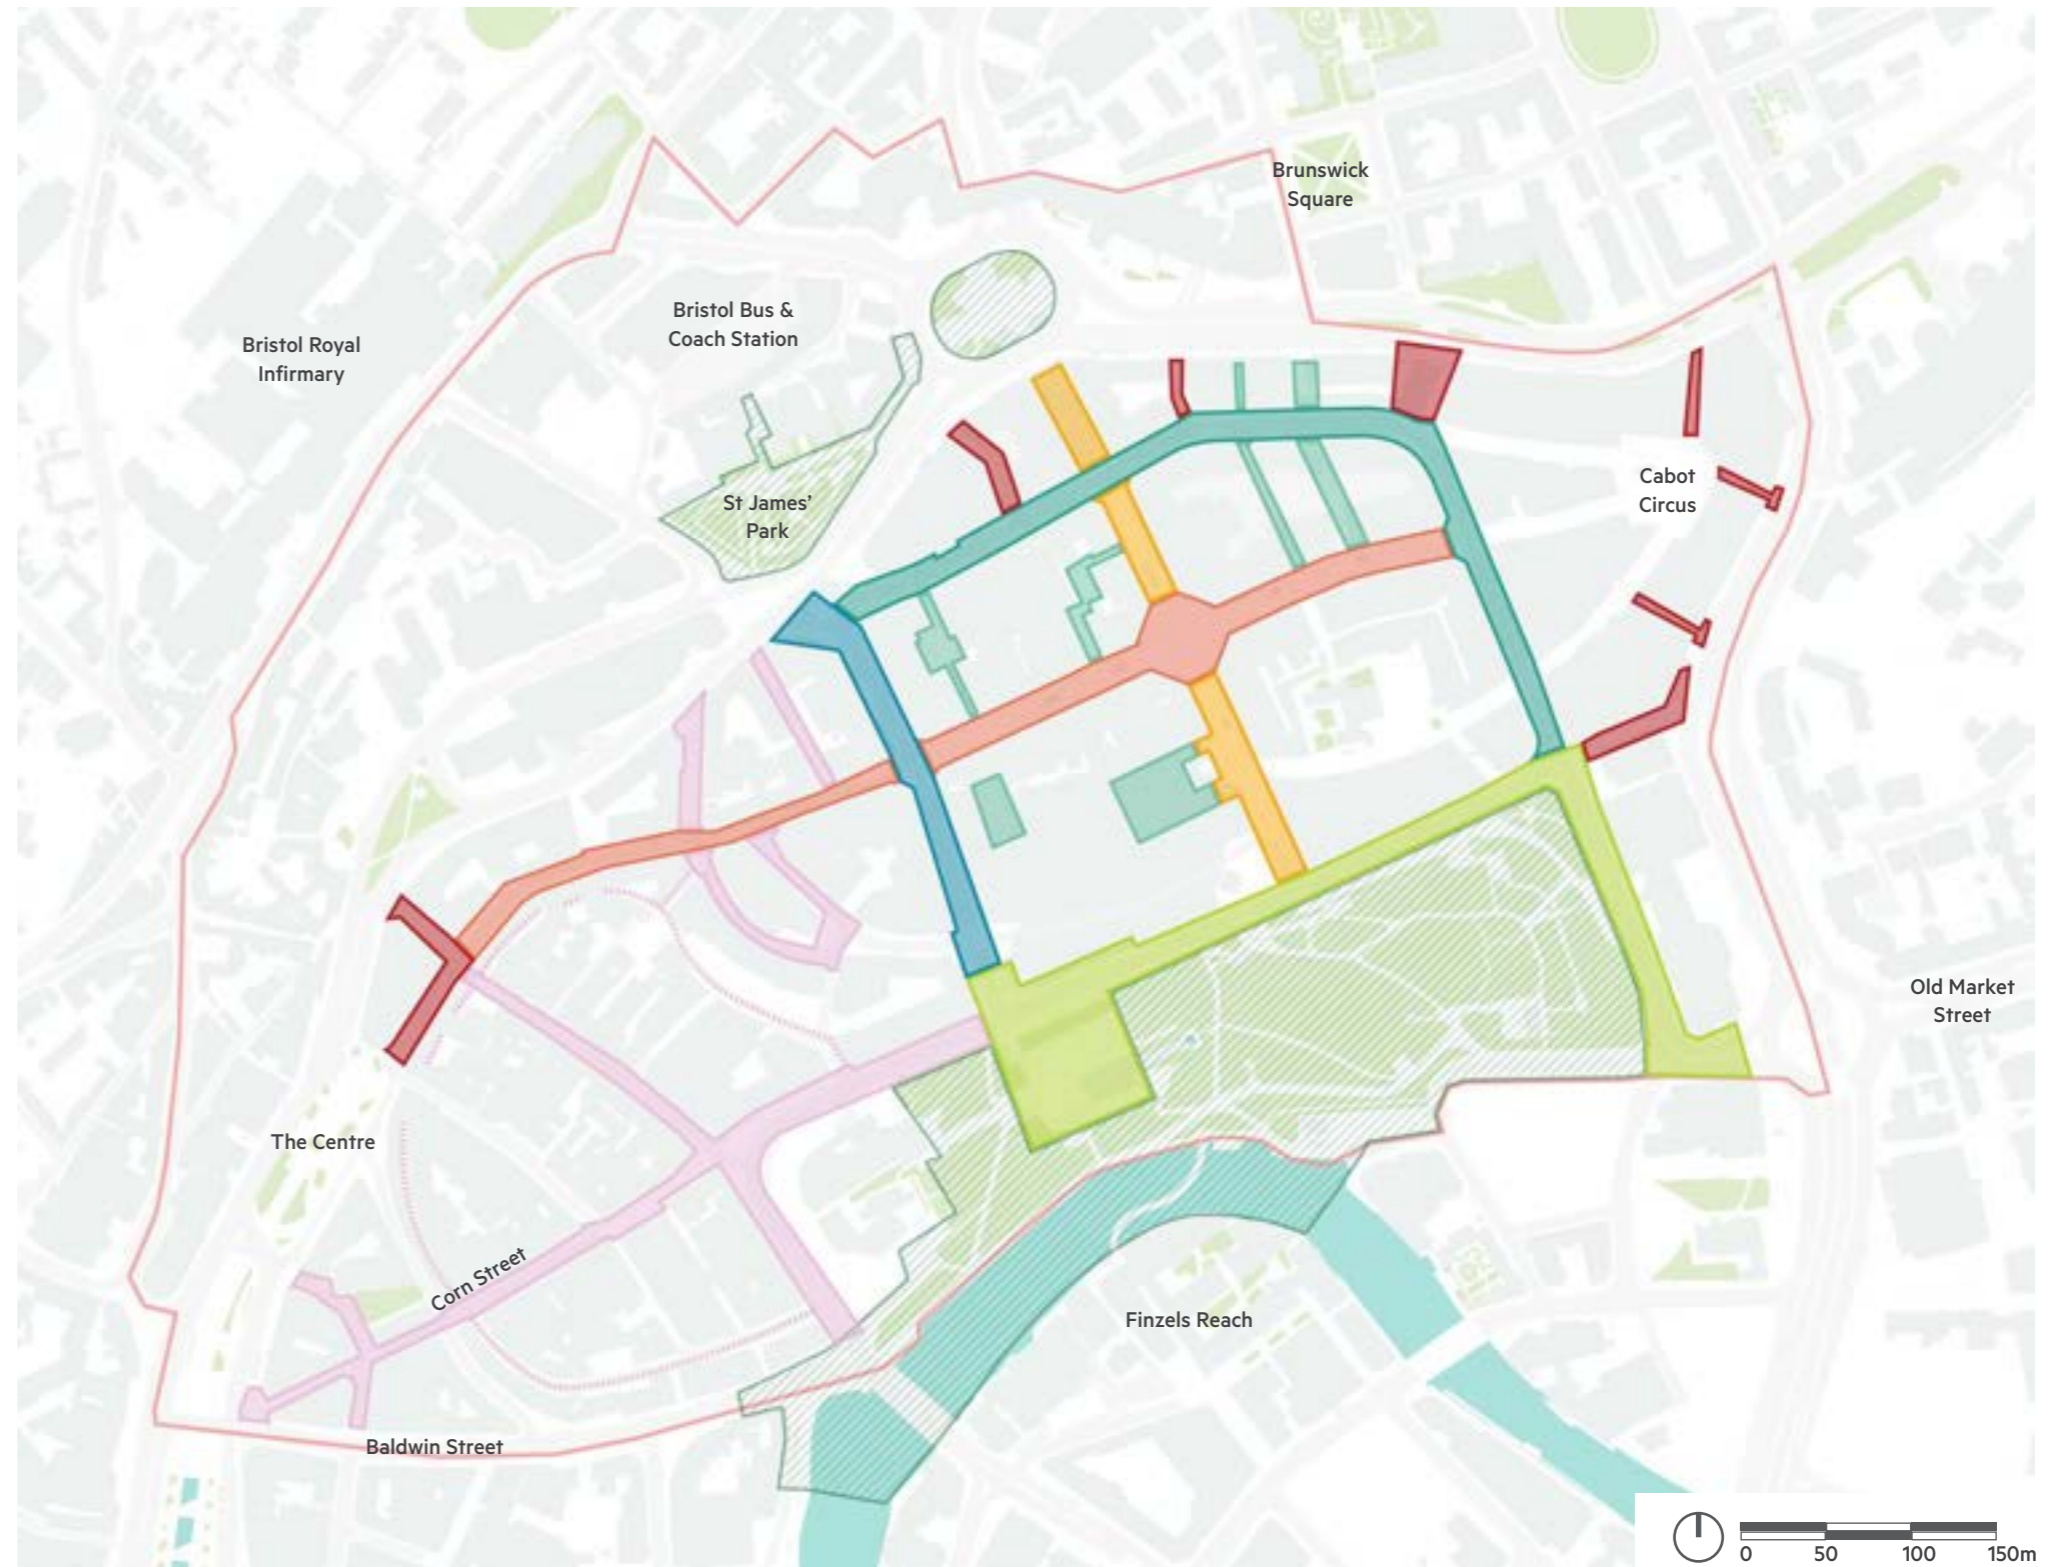 Brunswick
Square
Bristol Bus &
Coach Station
Bristol Royal
Infirmary
St James'
Park
Cabot
Circus
Old Market
Street
The Centre
Corn Street
Finzels Reach
Baldwin Street
0 50 100 150m